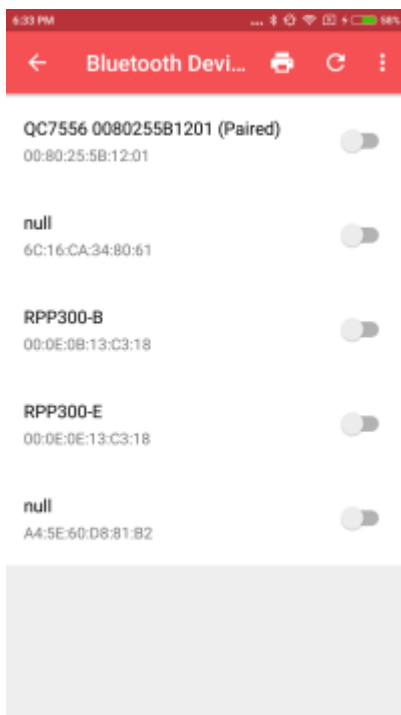 6:33 PM ... 58%
Bluetooth Devi...
QC7556 0080255B1201 (Paired)
00:80:25:5B:12:01
null
6C:16:CA:34:80:61
RPP300-B
00:0E:0B:13:C3:18
RPP300-E
00:0E:0E:13:C3:18
null
A4:5E:60:D8:81:B2